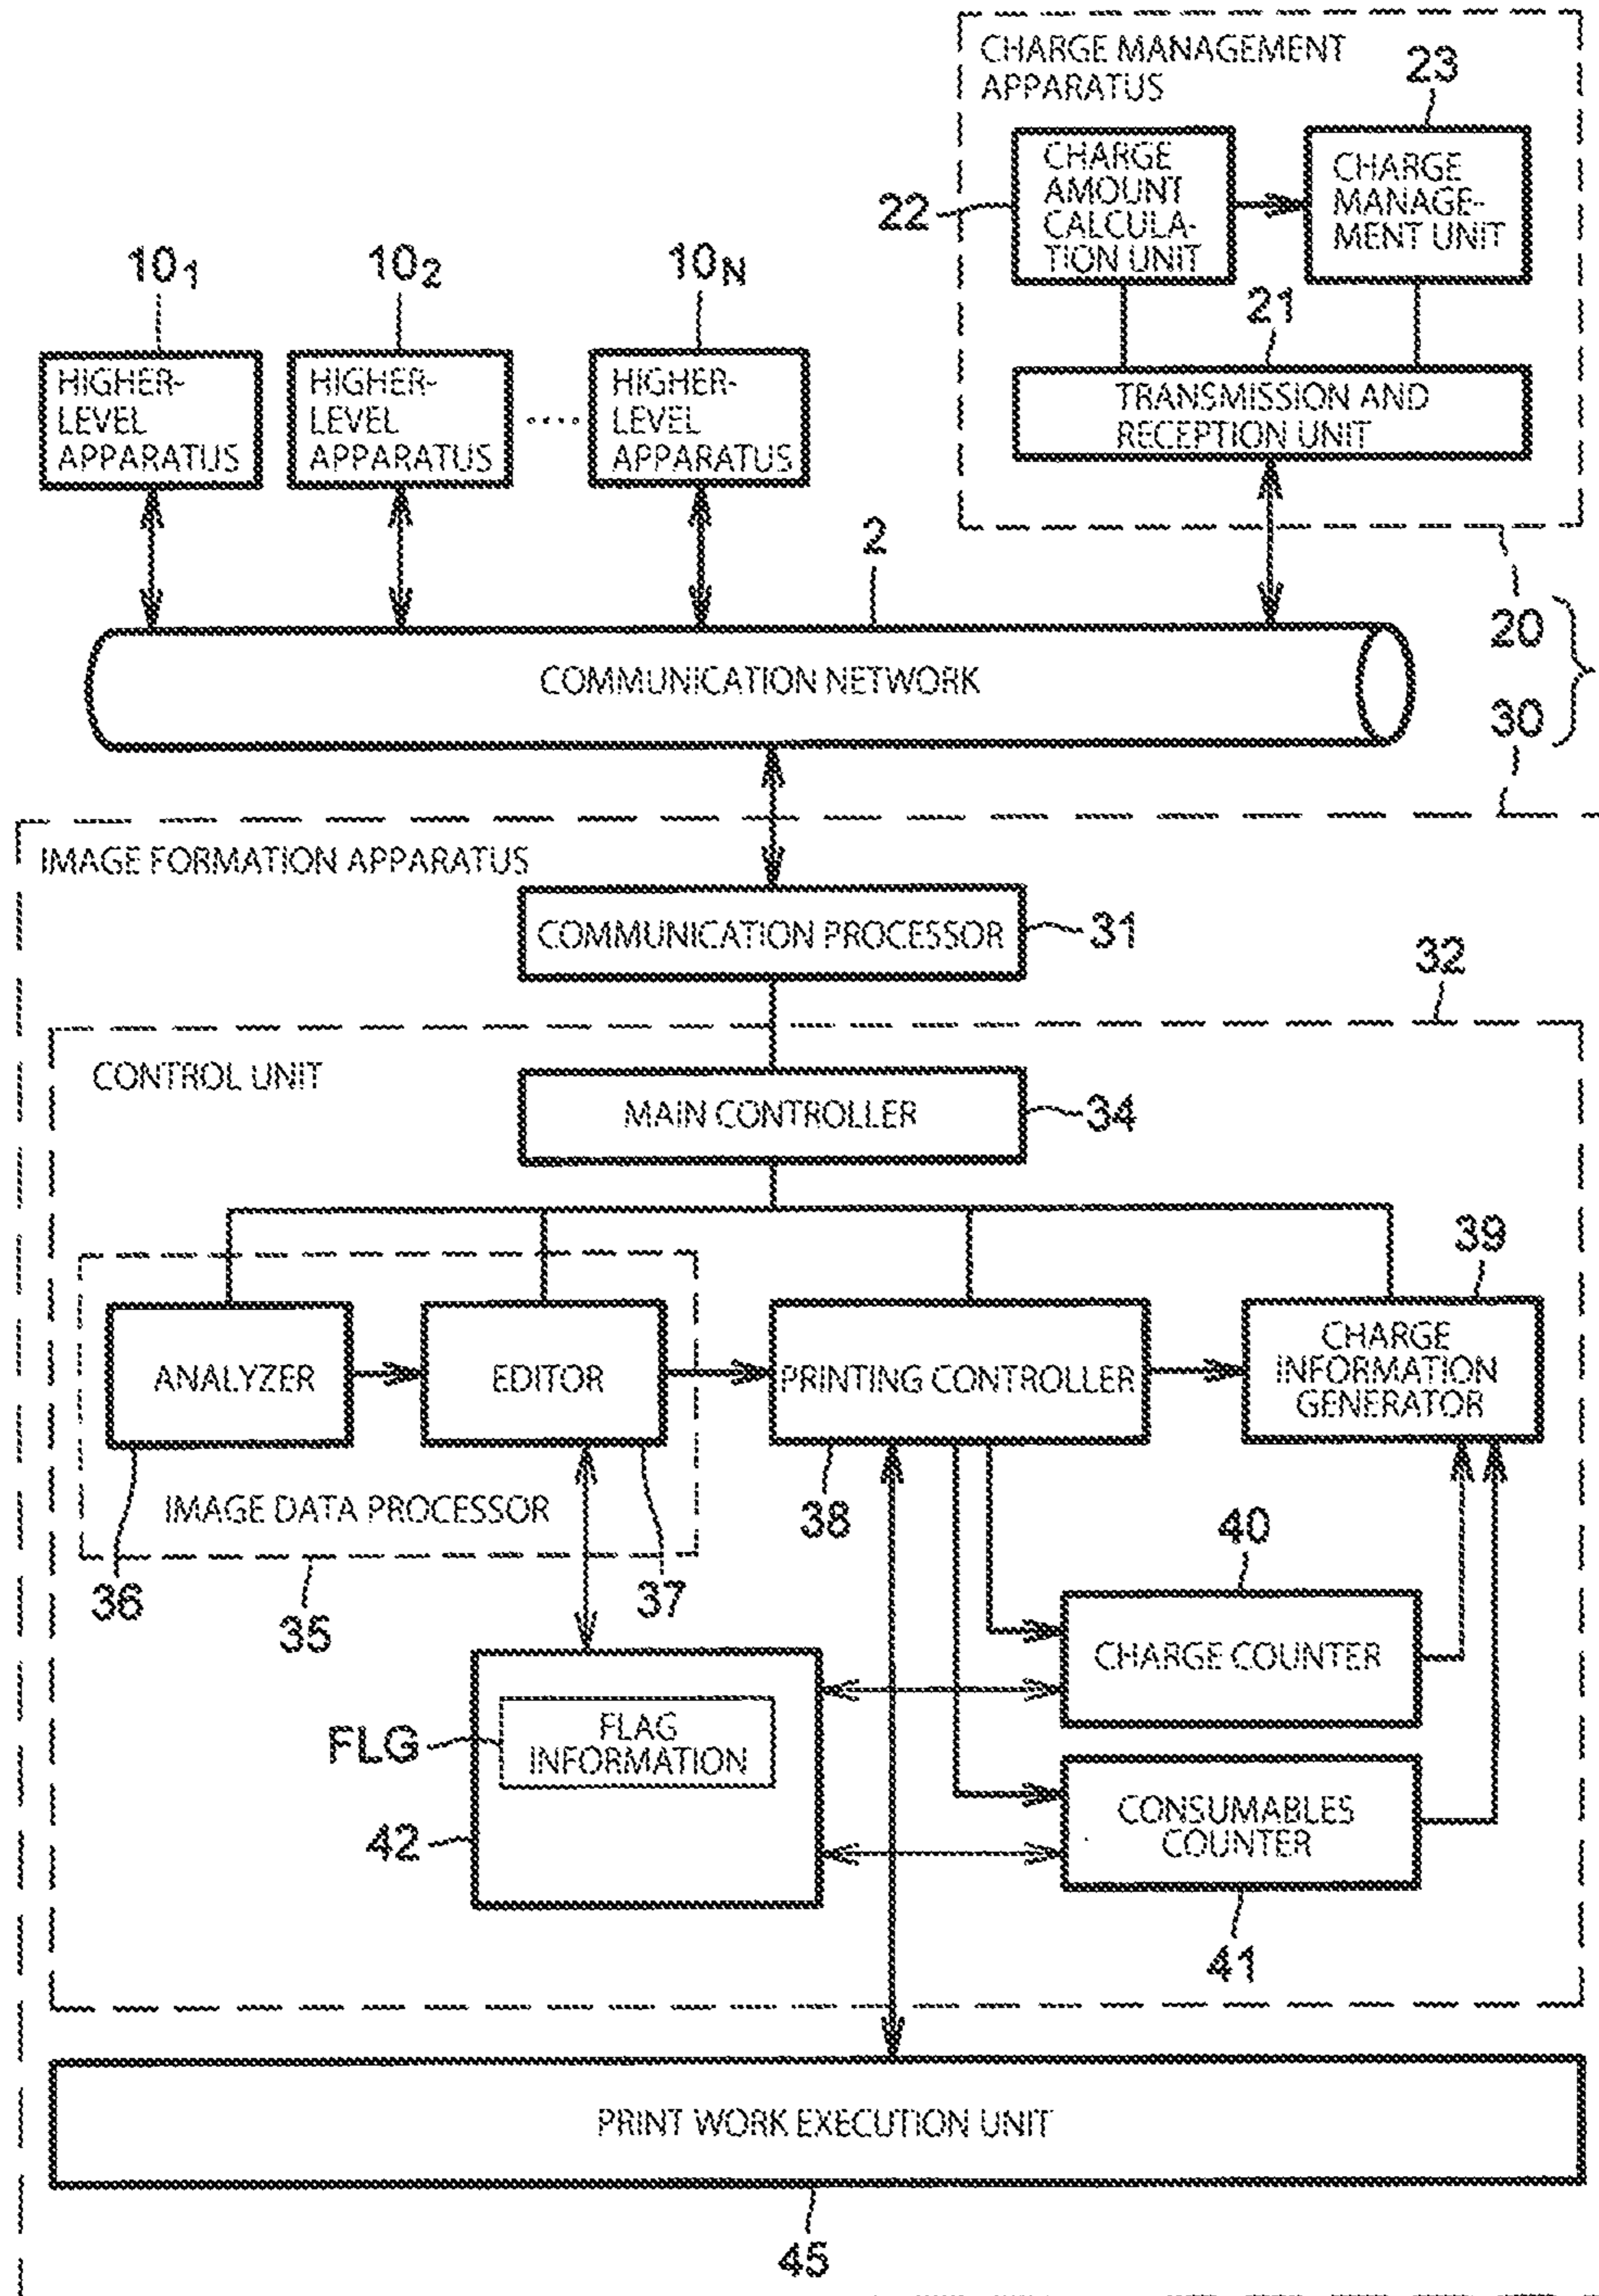 CHARGE MANAGEMENT
APPARATUS
23
CHARGE
AMOUNT
CALCULA-
TION UNIT
CHARGE
MANAGE-
MENT UNIT
22
21
TRANSMISSION AND
RECEPTION UNIT
10₁
10₂
10N
HIGHER-
LEVEL
APPARATUS
HIGHER-
LEVEL
APPARATUS
....
HIGHER-
LEVEL
APPARATUS
2
20
COMMUNICATION NETWORK
30
IMAGE FORMATION APPARATUS
COMMUNICATION PROCESSOR
31
32
CONTROL UNIT
MAIN CONTROLLER
34
39
ANALYZER
EDITOR
PRINTING CONTROLLER
CHARGE
INFORMATION
GENERATOR
IMAGE DATA PROCESSOR
38
40
36
35
37
CHARGE COUNTER
FLG
FLAG
INFORMATION
42
CONSUMABLES
COUNTER
41
PRINT WORK EXECUTION UNIT
45